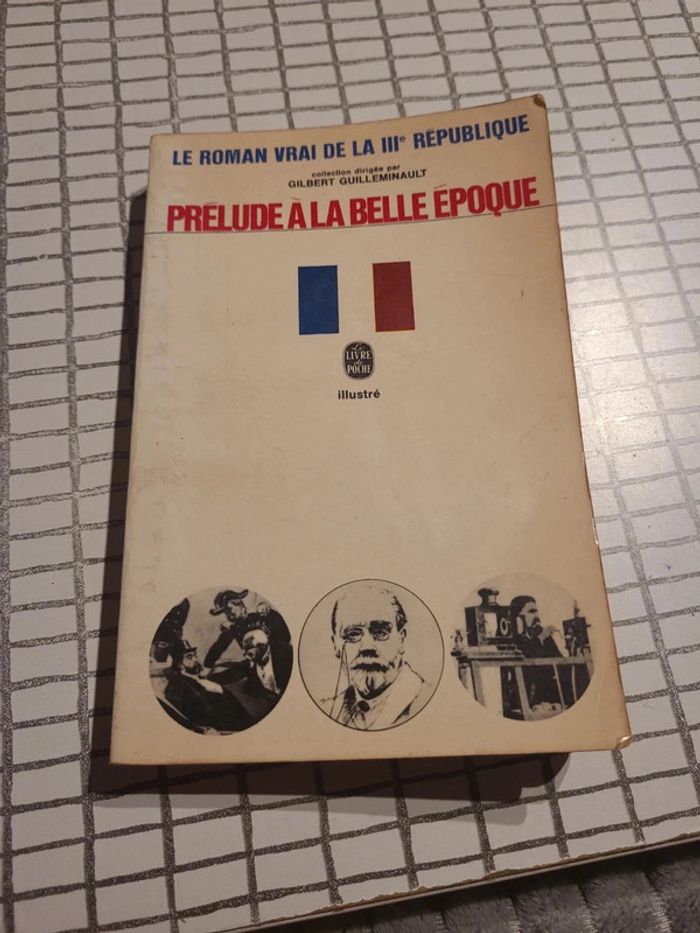 LE ROMAN VRAI DE LA IIIe RÉPUBLIQUE
collection dirigée par
GILBERT GUILLEMINAULT
PRÉLUDE À LA BELLE ÉPOQUE
Le
LIVRE
de
POCHE
illustré